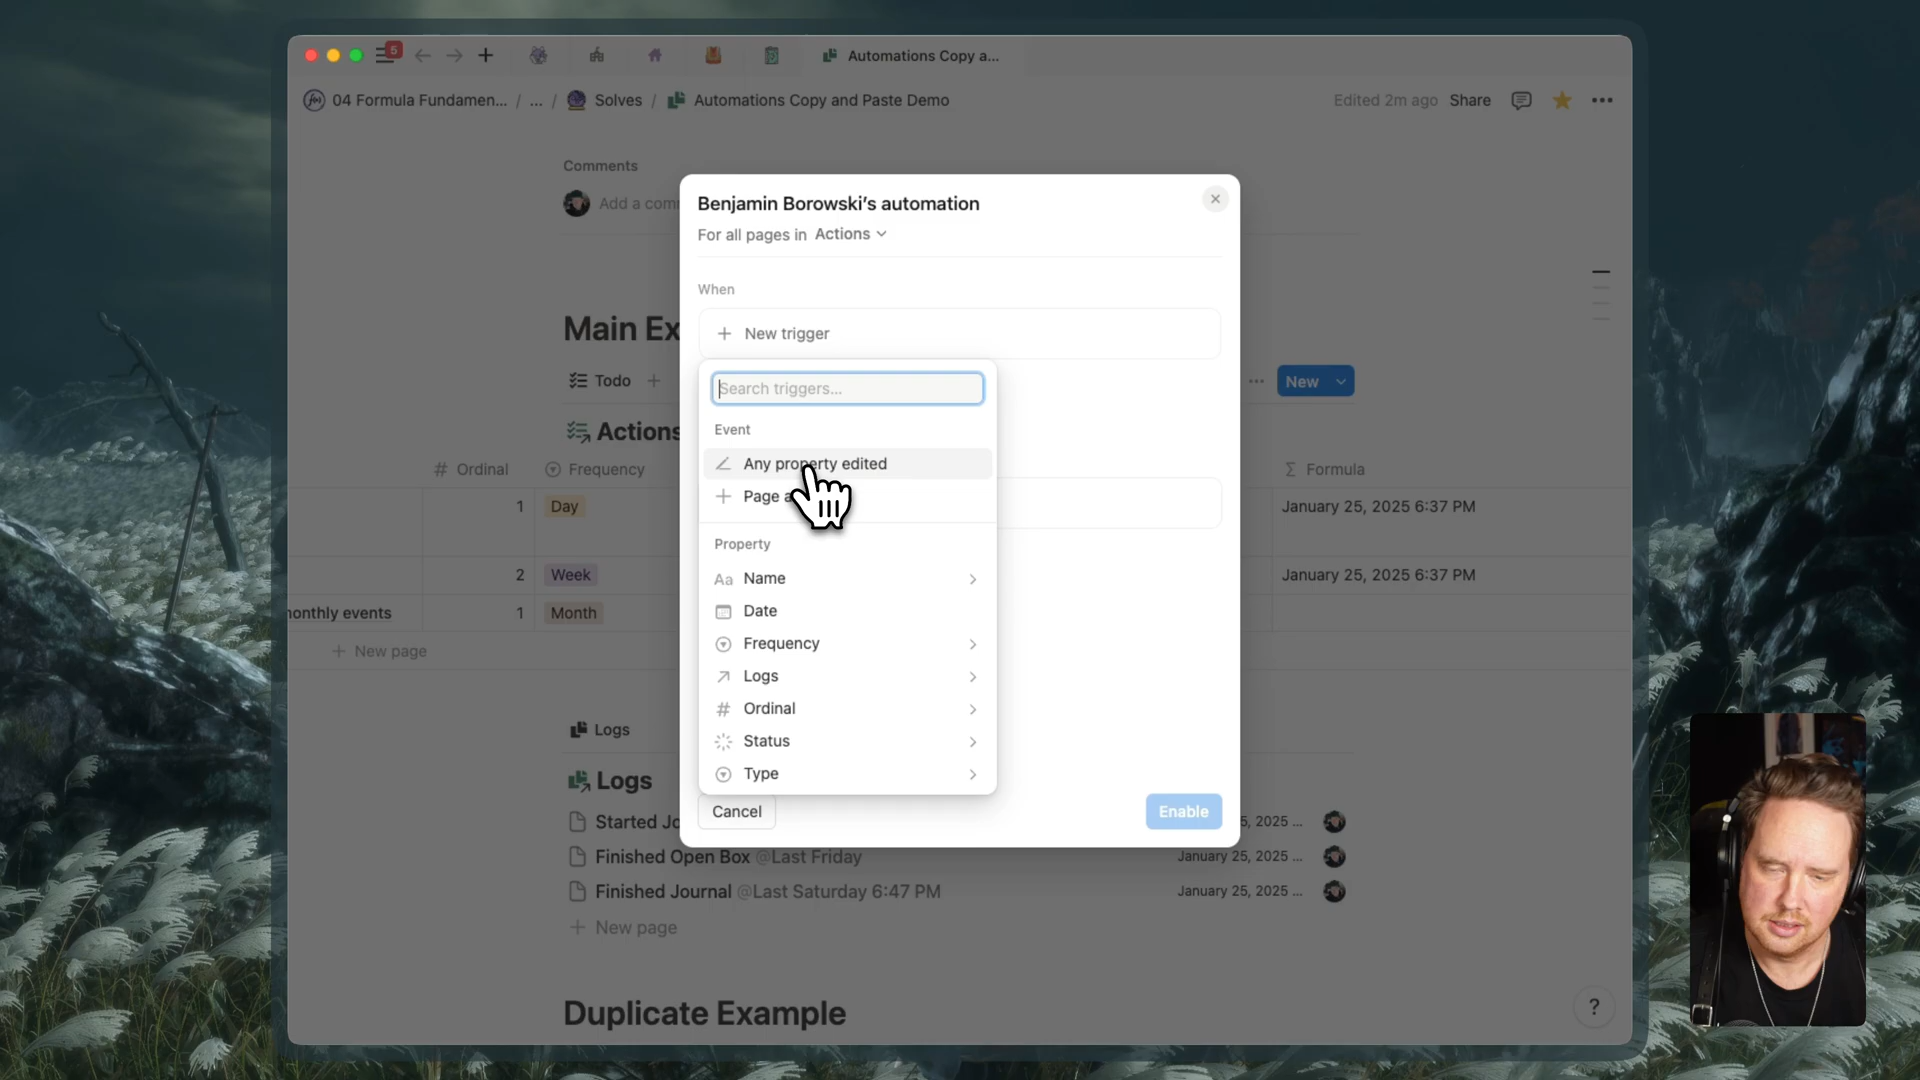 5
Automations Copy a...
04 Formula Fundamen... / ... / Solves / Automations Copy and Paste Demo
Edited 2m ago Share
Comments
Add a com
Benjamin Borowski's automation
For all pages in Actions
When
Main Ex
New trigger
Todo
New
Search triggers...
Event
Actions
Any property edited
Ordinal Frequency
Formula
Page a
1 Day
January 25, 2025 6:37 PM
Property
Name
2 Week
January 25, 2025 6:37 PM
Date
monthly events 1 Month
Frequency
New page
Logs
Ordinal
Logs
Status
Type
Logs
Cancel
Enable
Started Jo
5, 2025 ...
Finished Open Box @Last Friday
January 25, 2025 ...
Finished Journal @Last Saturday 6:47 PM
January 25, 2025 ...
New page
Duplicate Example
?